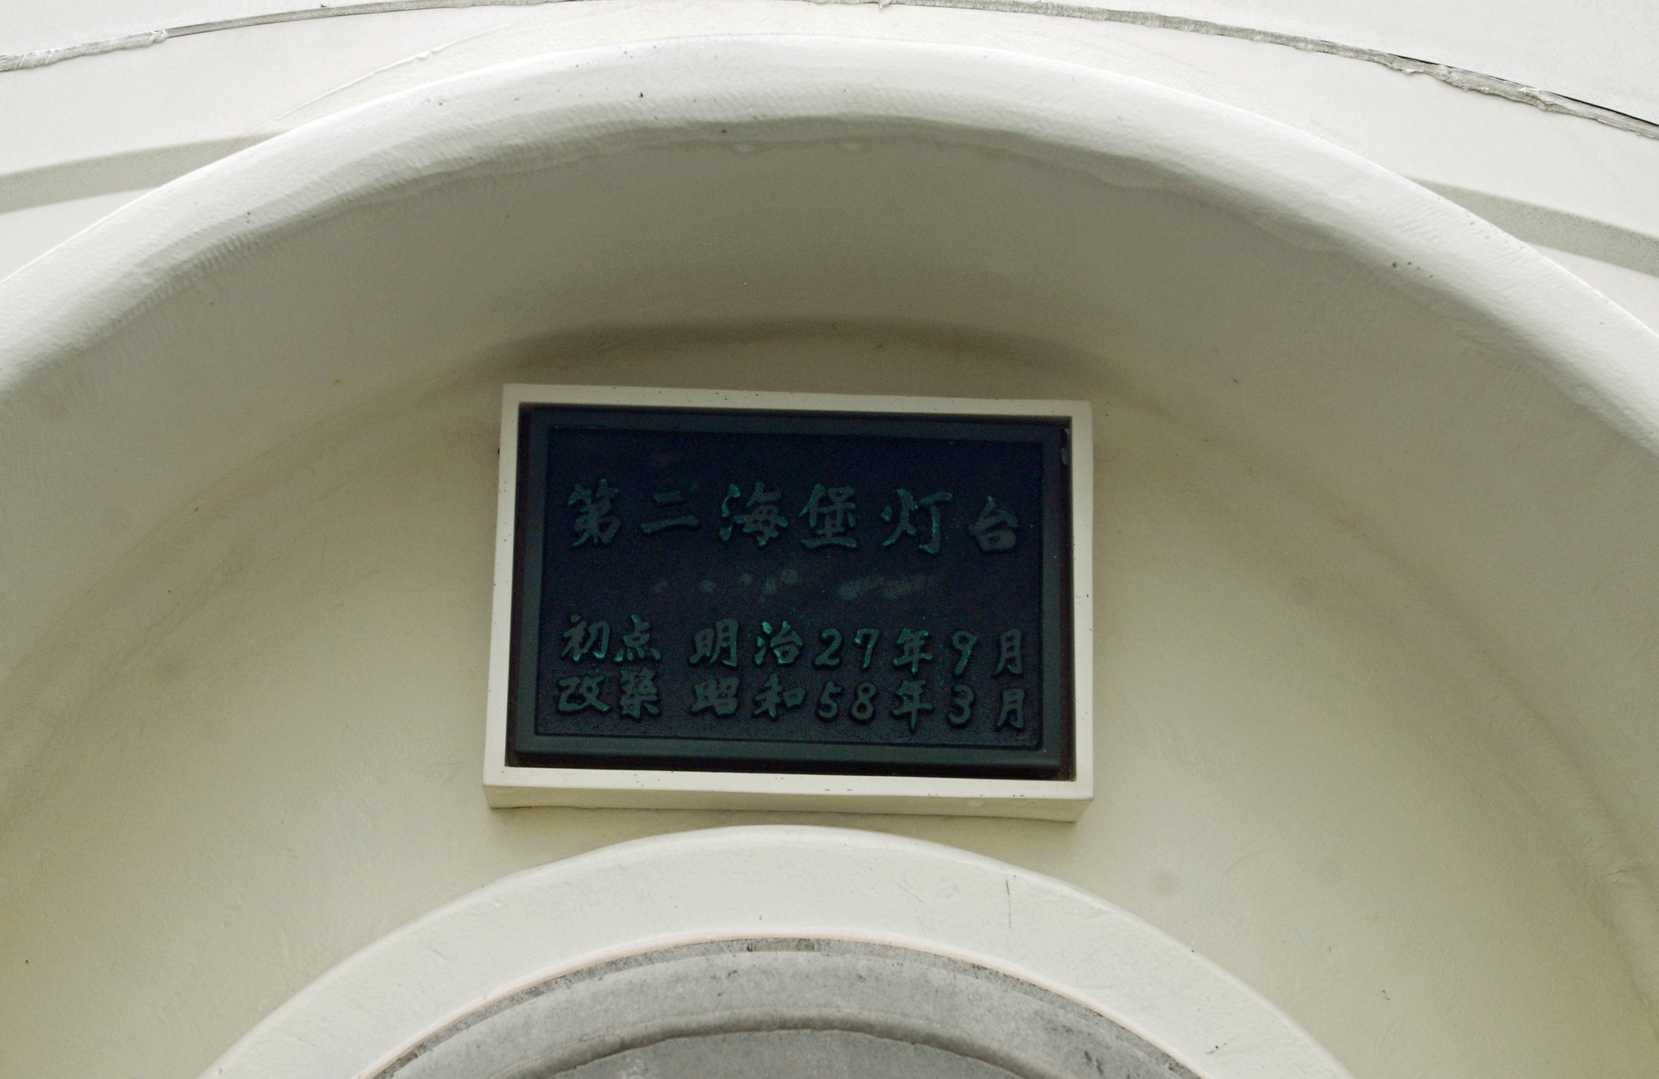 第二海堡灯台
初点 明治27年9月
改築 昭和58年3月